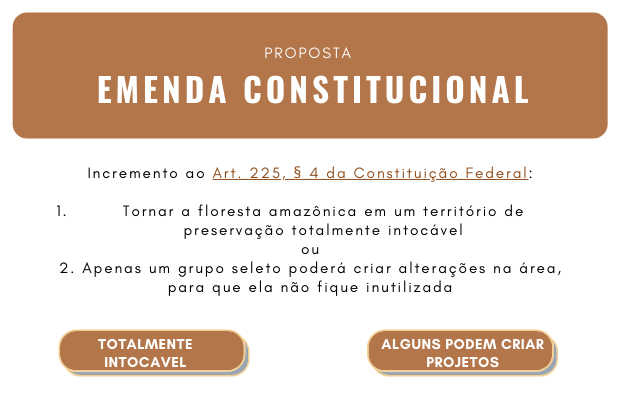 PROPOSTA
EMENDA CONSTITUCIONAL
Incremento ao Art. 225, § 4 da Constituição Federal:
1. Tornar a floresta amazônica em um território de
preservação totalmente intocável
ou
2. Apenas um grupo seleto poderá criar alterações na área,
para que ela não fique inutilizada
TOTALMENTE
INTOCAVEL
ALGUNS PODEM CRIAR
PROJETOS